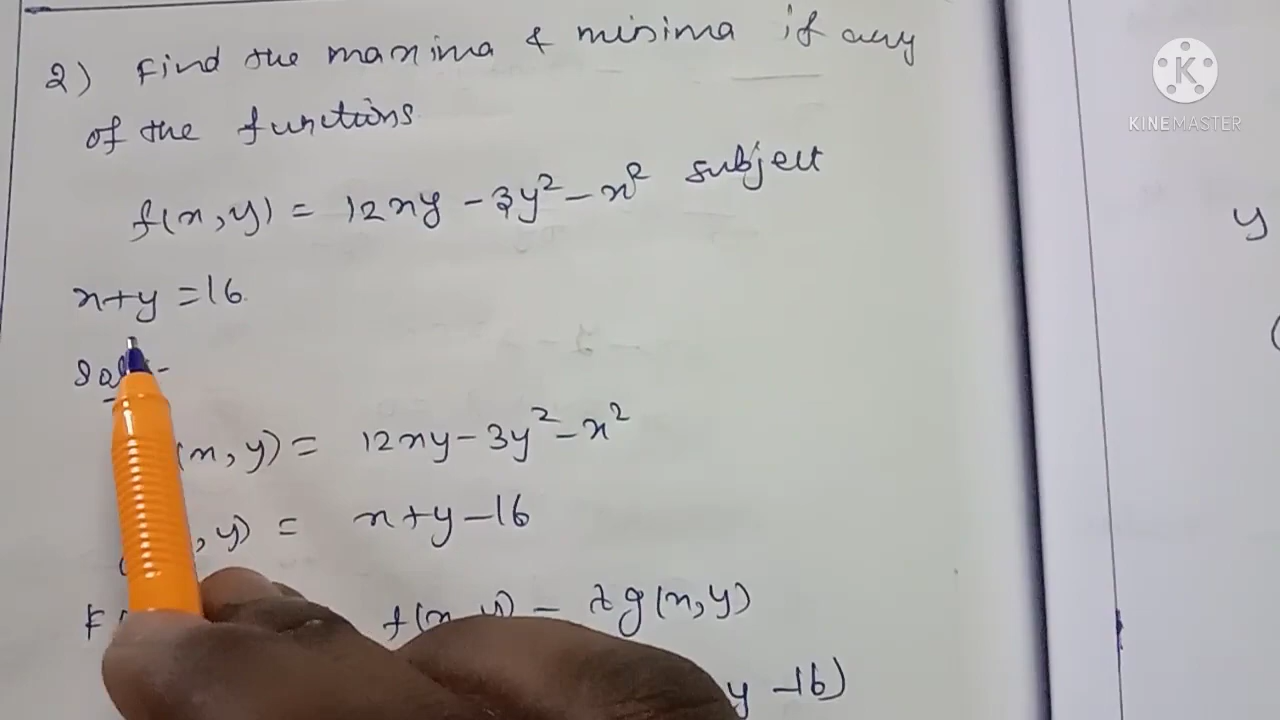 2) Find the maxima & minima if any
of the functions
f(x,y) = 12xy - 3y² - x² subject
x+y = 16.
Soln:-
(x,y) = 12xy - 3y² - x²
,y) = x+y-16
F f(x,y) - λg(x,y)
y -16)
y
(
KINEMASTER